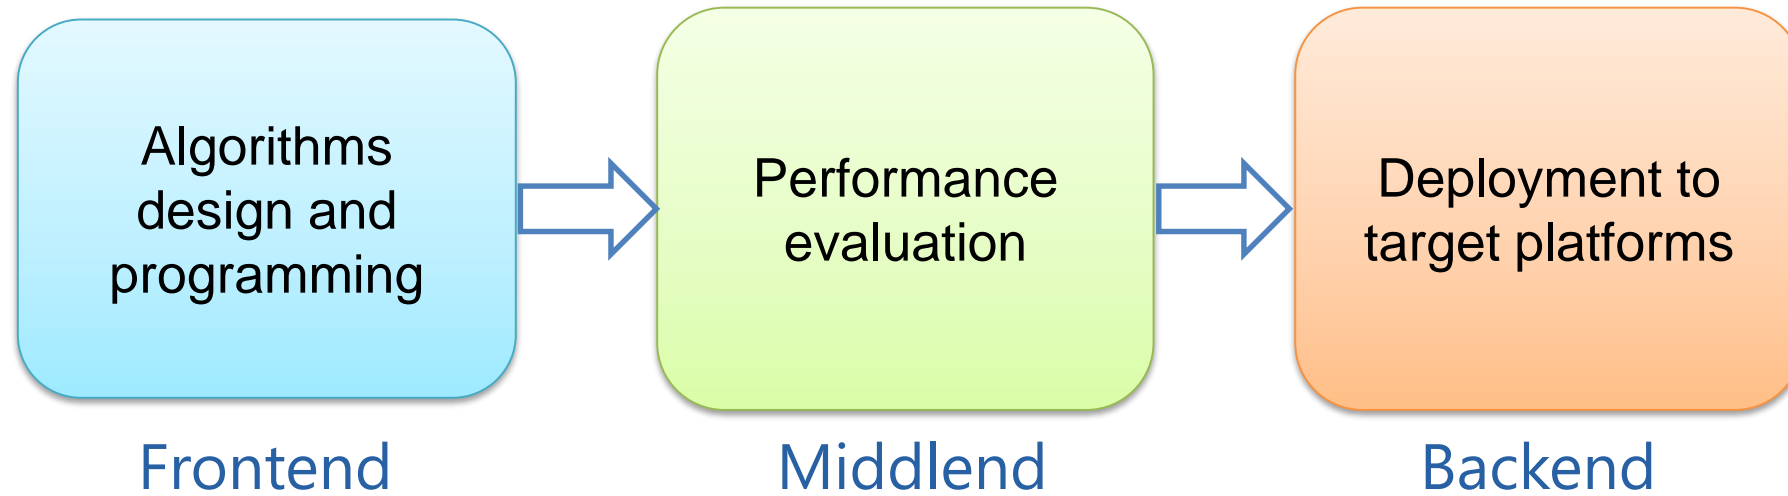 Algorithms
design and
programming
Performance
evaluation
Deployment to
target platforms
Frontend
Middlend
Backend